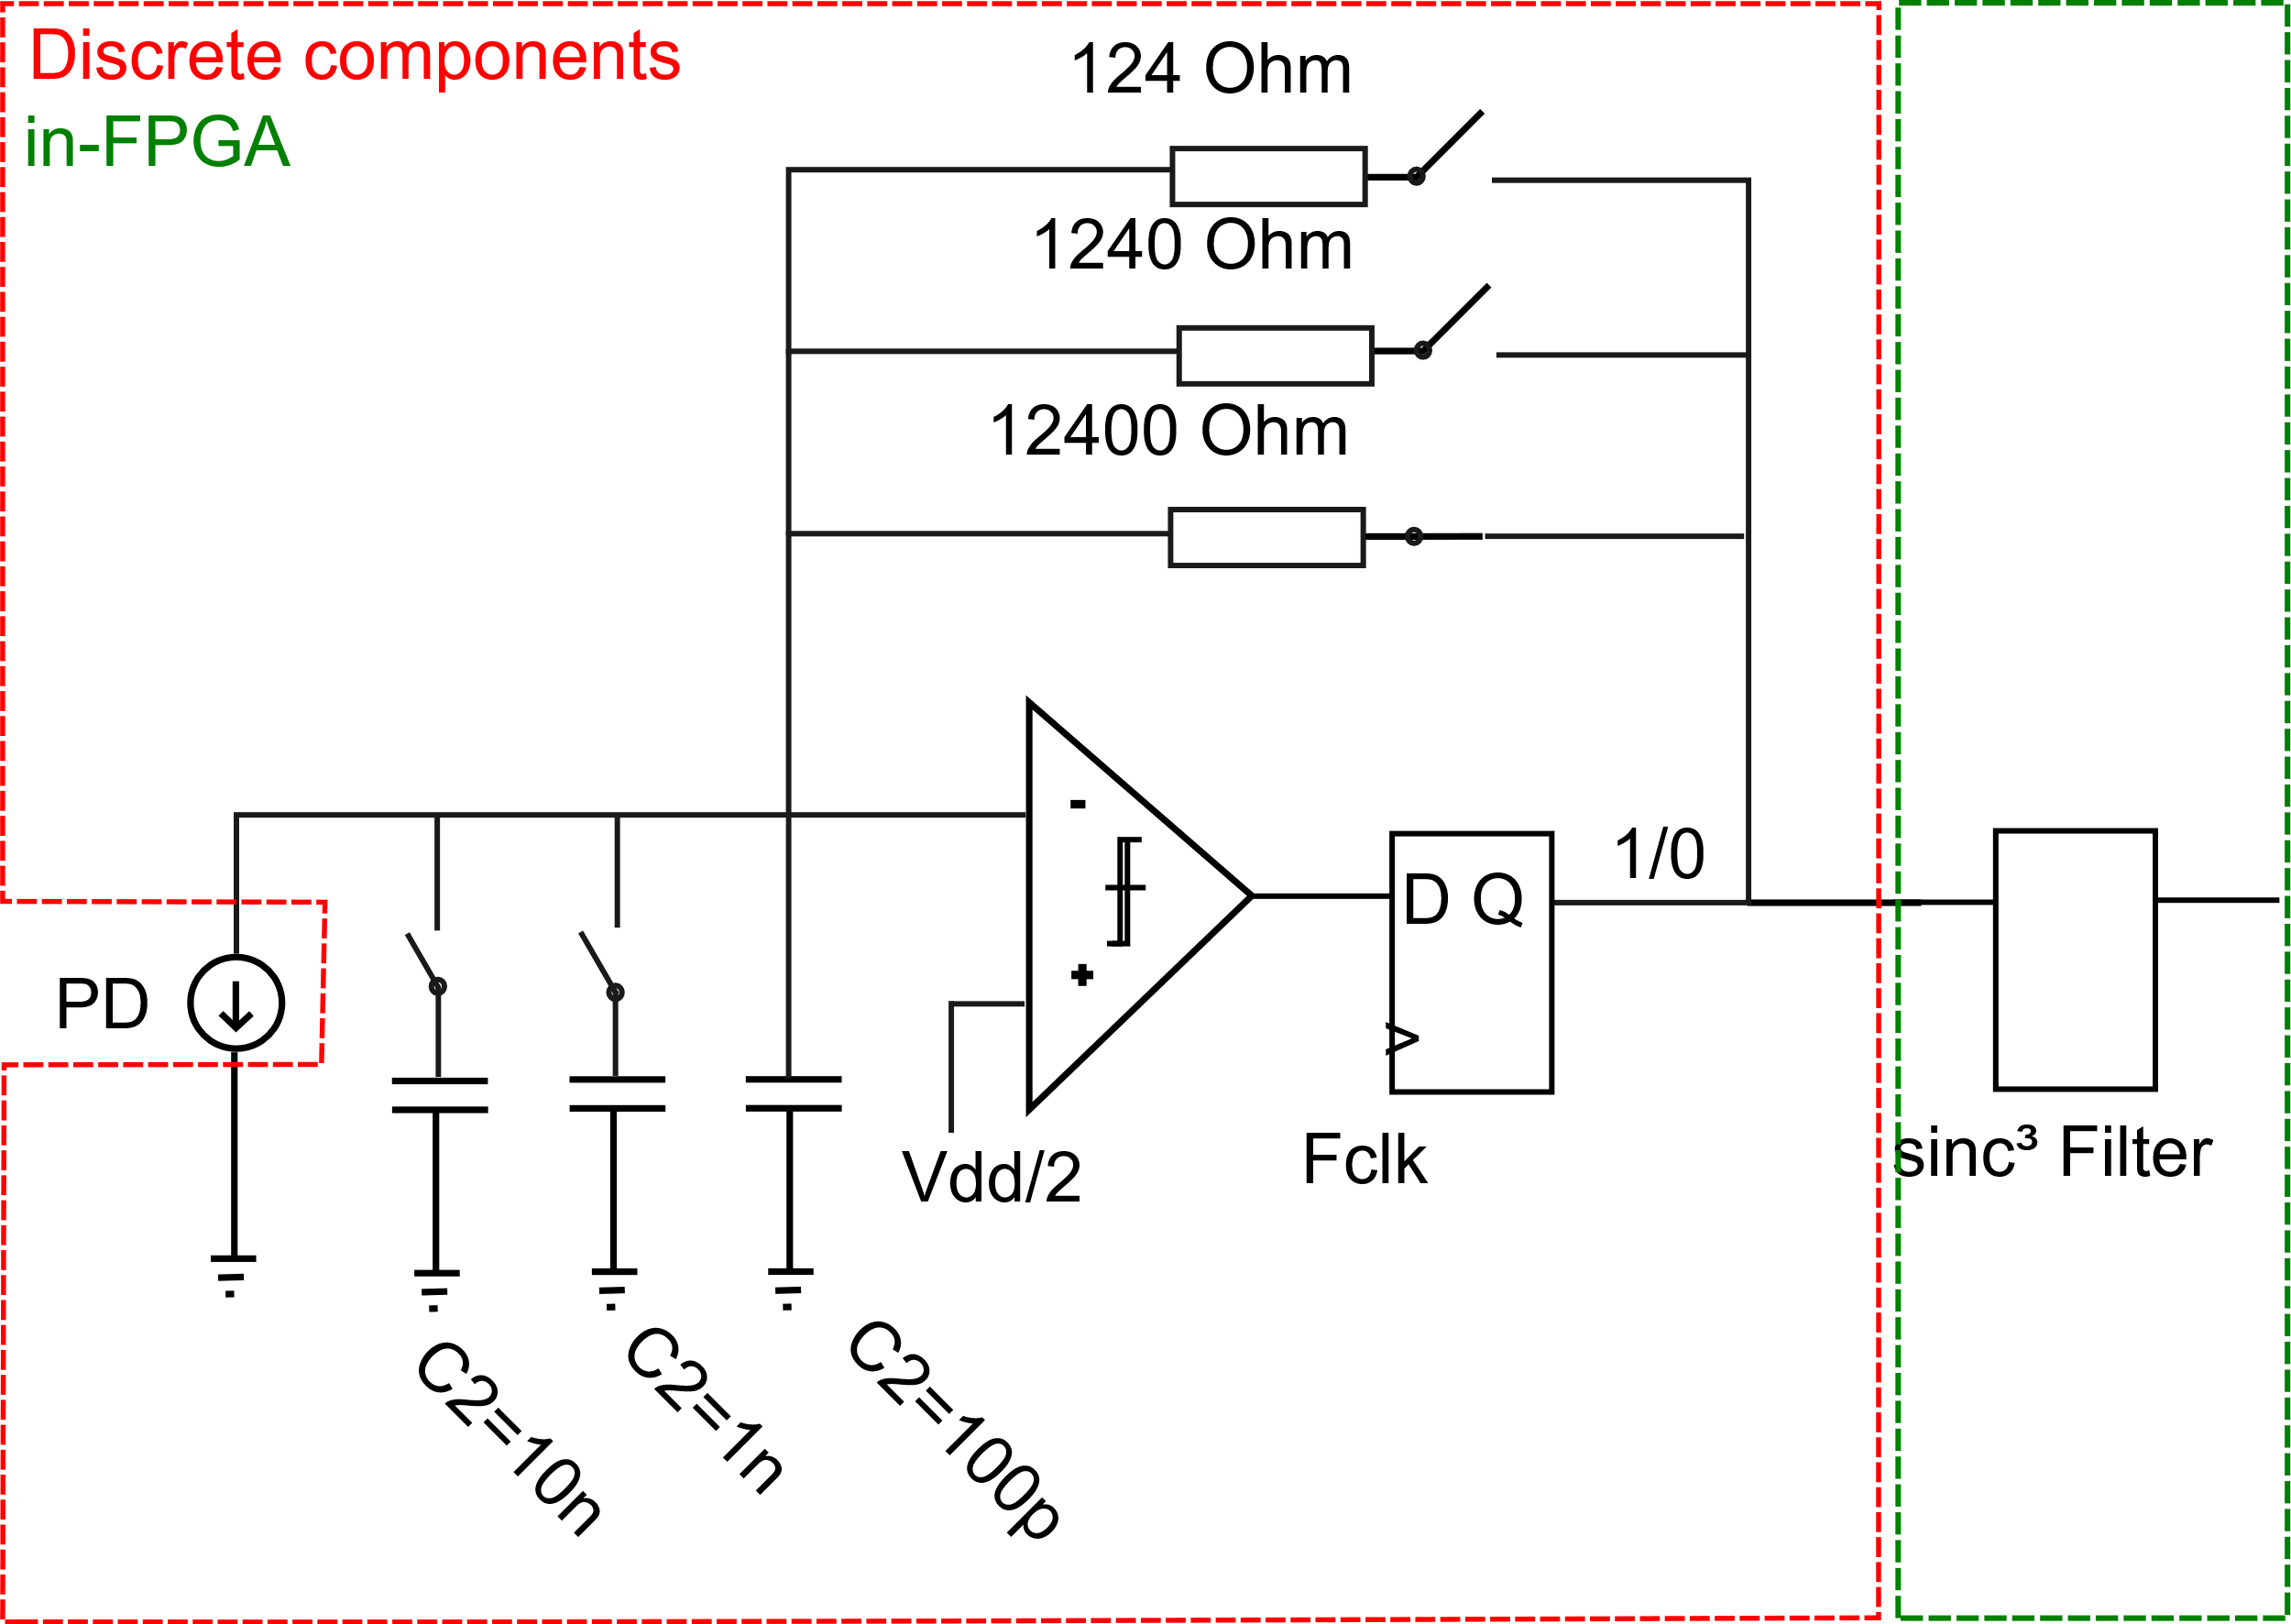 Discrete components
in-FPGA
124 Ohm
1240 Ohm
12400 Ohm
-
+
PD
Vdd/2
D Q
>
1/0
Fclk
sinc³ Filter
C2=10n
C2=1n
C2=100p